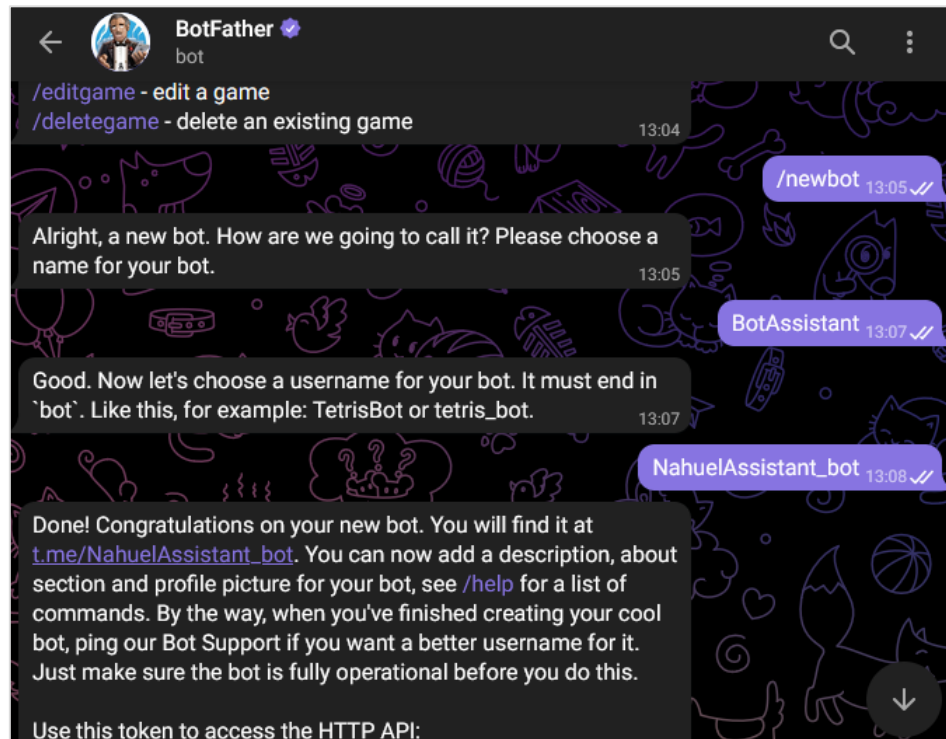 BotFather
bot
/editgame - edit a game
/deletegame - delete an existing game
13:04
/newbot 13:05
Alright, a new bot. How are we going to call it? Please choose a
name for your bot.
13:05
BotAssistant 13:07
Good. Now let's choose a username for your bot. It must end in
`bot`. Like this, for example: TetrisBot or tetris_bot.
13:07
NahuelAssistant_bot 13:08
Done! Congratulations on your new bot. You will find it at
t.me/NahuelAssistant_bot. You can now add a description, about
section and profile picture for your bot, see /help for a list of
commands. By the way, when you've finished creating your cool
bot, ping our Bot Support if you want a better username for it.
Just make sure the bot is fully operational before you do this.
Use this token to access the HTTP API: